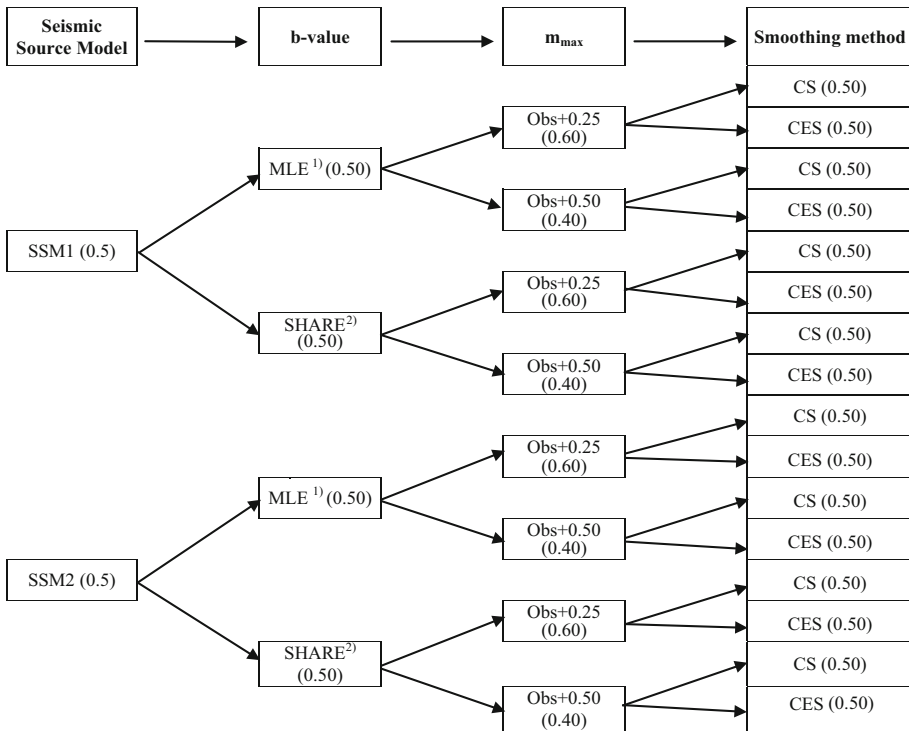 Seismic
Source Model
b-value
m_max
Smoothing method
SSM1 (0.5)
MLE 1) (0.50)
Obs+0.25
(0.60)
CS (0.50)
CES (0.50)
Obs+0.50
(0.40)
CS (0.50)
CES (0.50)
SHARE2)
(0.50)
Obs+0.25
(0.60)
CS (0.50)
CES (0.50)
Obs+0.50
(0.40)
CS (0.50)
CES (0.50)
SSM2 (0.5)
MLE 1) (0.50)
Obs+0.25
(0.60)
CS (0.50)
CES (0.50)
Obs+0.50
(0.40)
CS (0.50)
CES (0.50)
SHARE2)
(0.50)
Obs+0.25
(0.60)
CS (0.50)
CES (0.50)
Obs+0.50
(0.40)
CS (0.50)
CES (0.50)